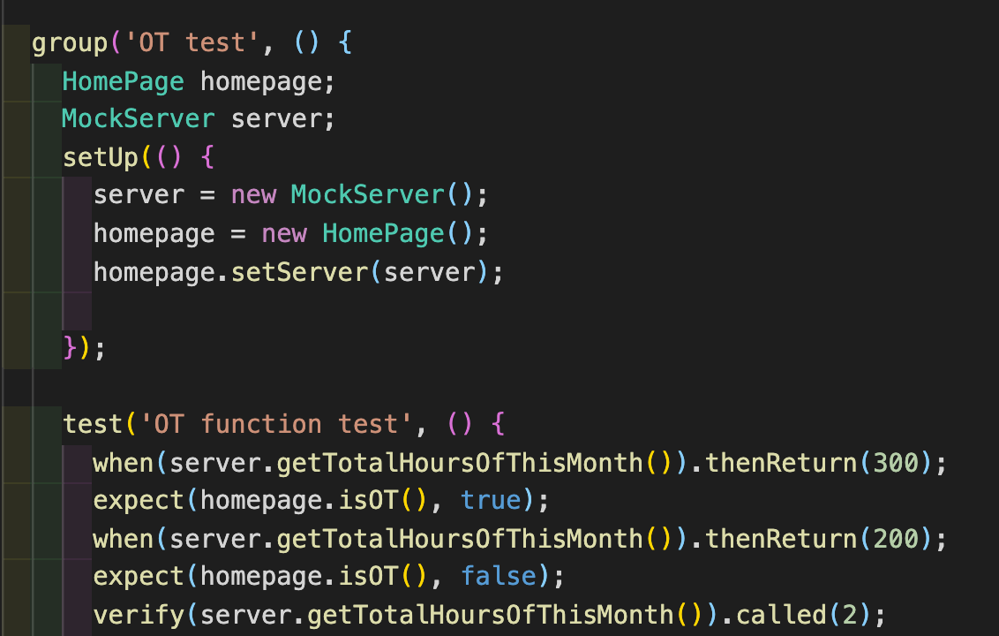 group('OT test', () {
HomePage homepage;
MockServer server;
setUp(() {
server = new MockServer();
homepage = new HomePage();
homepage.setServer(server);
});
test('OT function test', () {
when(server.getTotalHoursOfThisMonth()).thenReturn(300);
expect(homepage.isOT(), true);
when(server.getTotalHoursOfThisMonth()).thenReturn(200);
expect(homepage.isOT(), false);
verify(server.getTotalHoursOfThisMonth()).called(2);